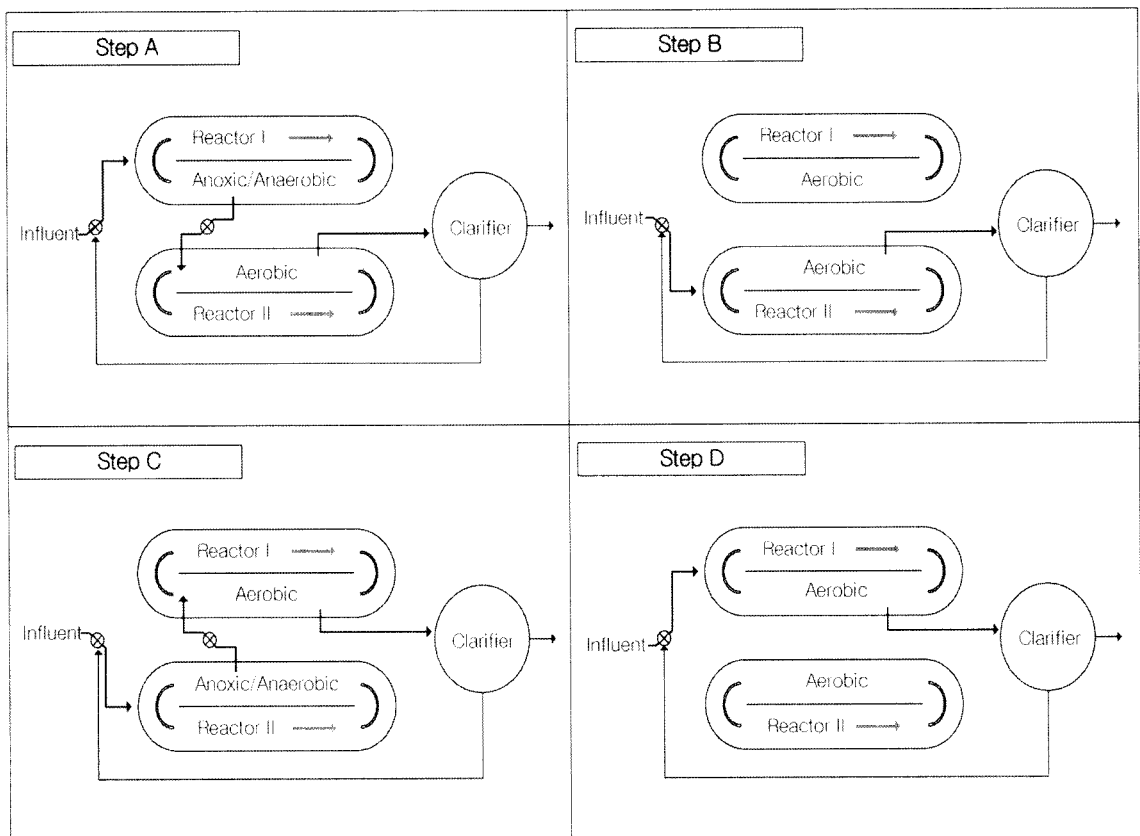 Step A
Reactor I
Anoxic/Anaerobic
Influent
Clarifier
Aerobic
Reactor II
Step B
Reactor I
Aerobic
Influent
Clarifier
Aerobic
Reactor II
Step C
Reactor I
Aerobic
Influent
Clarifier
Anoxic/Anaerobic
Reactor II
Step D
Reactor I
Aerobic
Influent
Clarifier
Aerobic
Reactor II